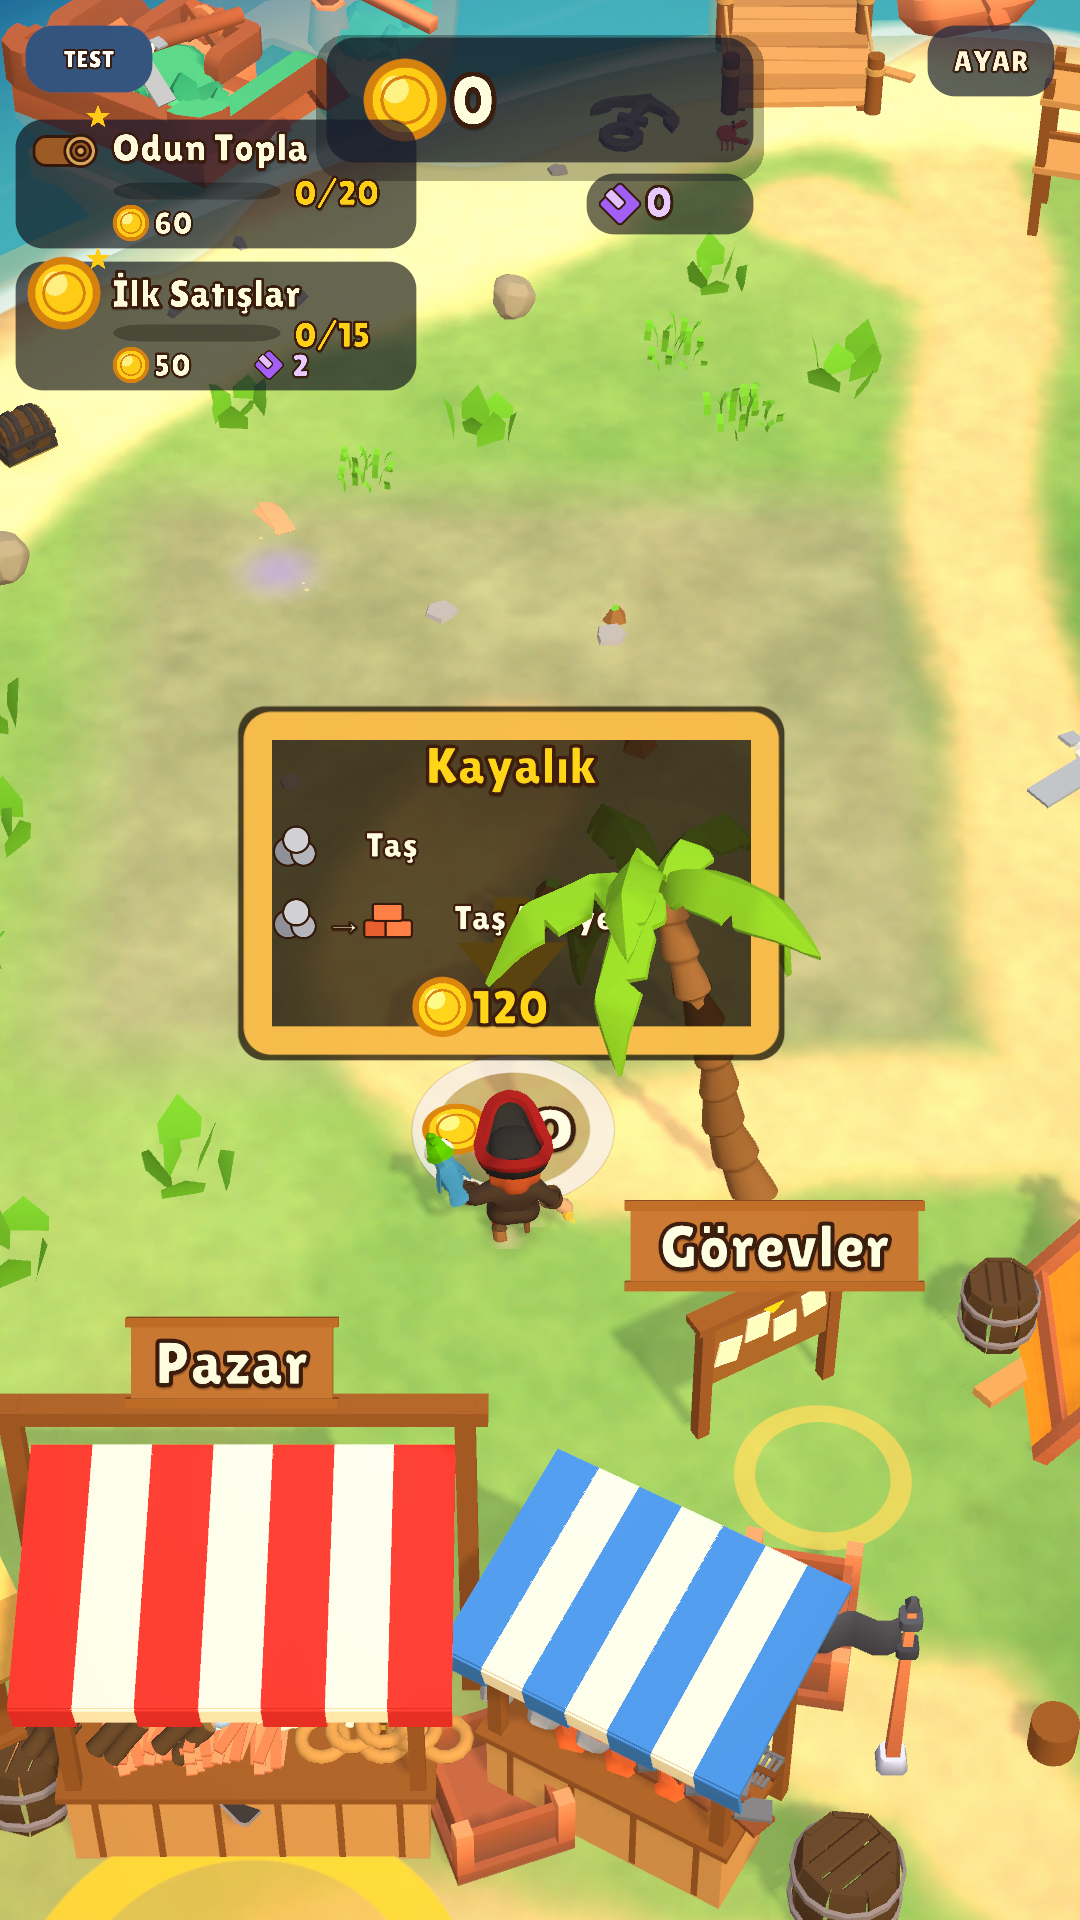 TEST
0
AYAR
Odun Topla
0/20
60
0
İlk Satışlar
0/15
50
2
Kayalık
Taş
→ Taş
120
Görevler
Pazar